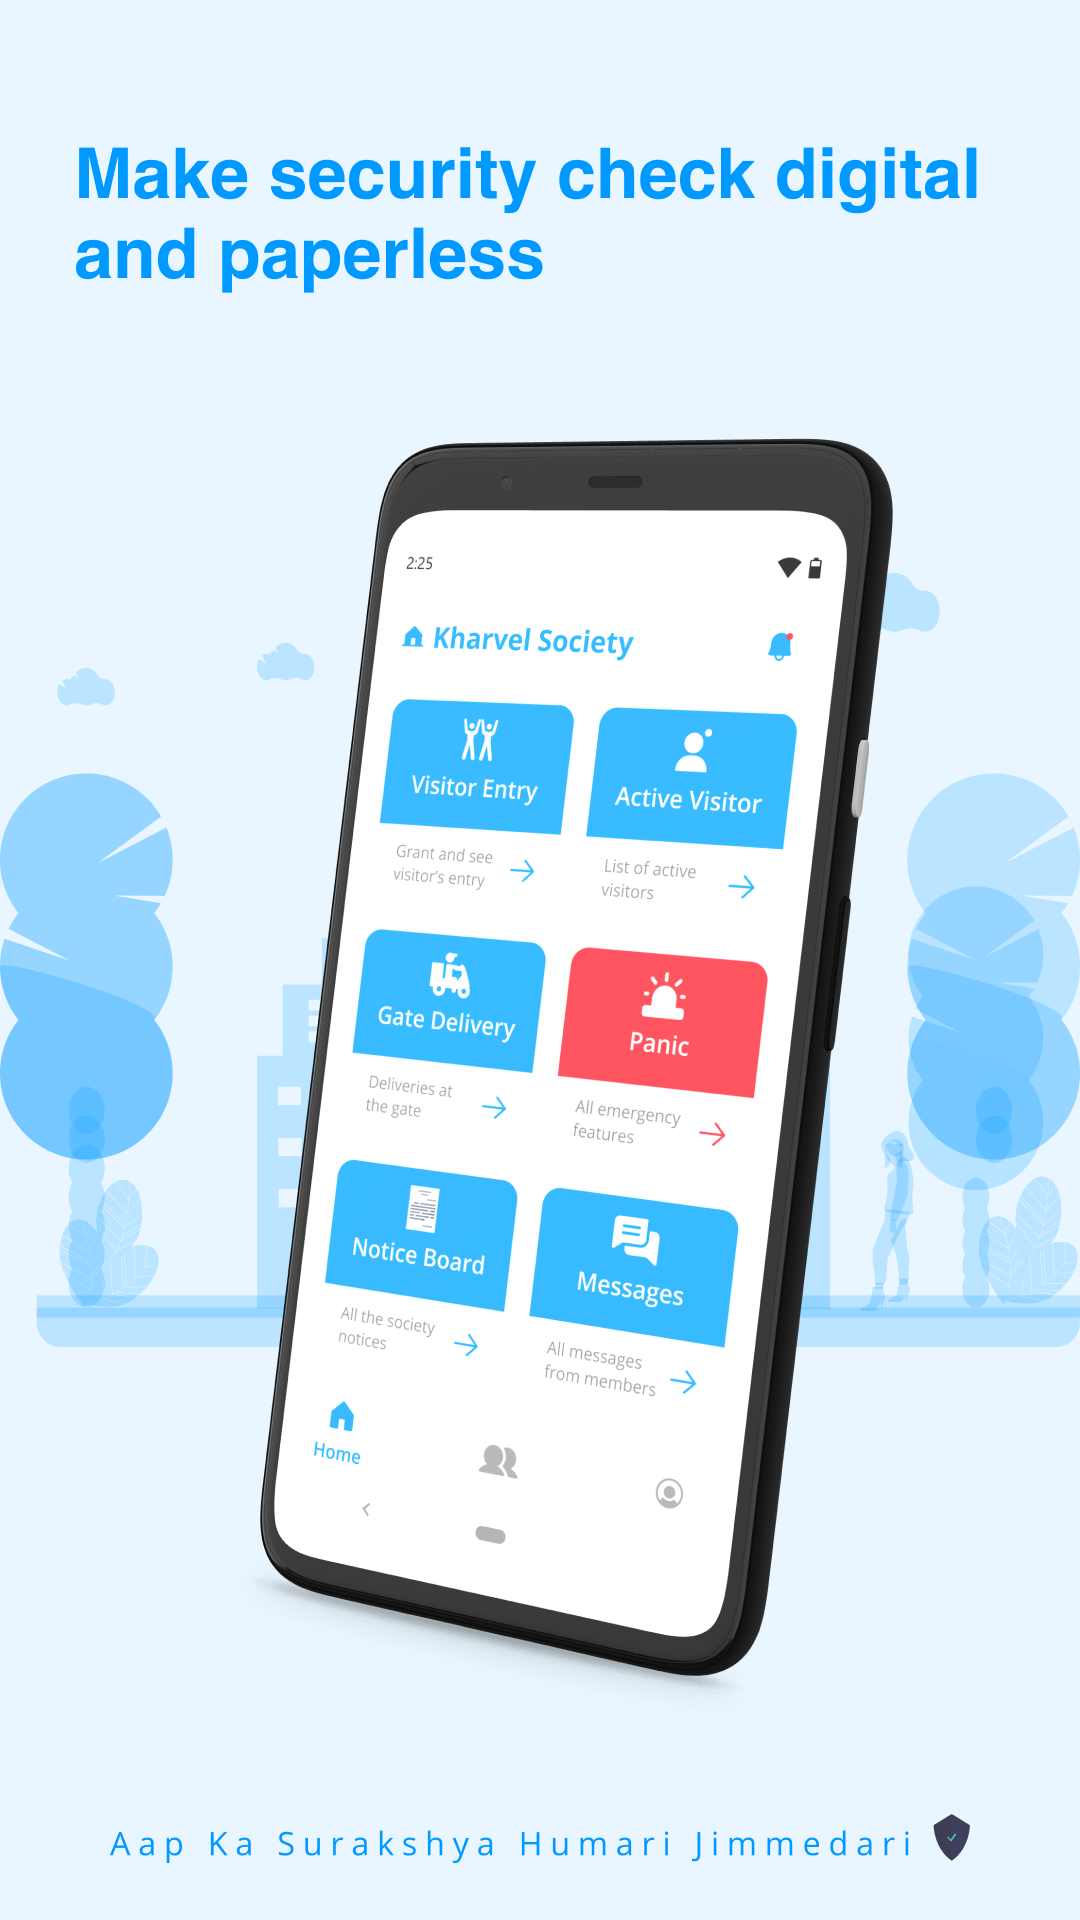 Make security check digital
and paperless
2:25
Kharvel Society
Visitor Entry
Grant and see
visitor's entry
Active Visitor
List of active
visitors
Gate Delivery
Deliveries at
the gate
Panic
All emergency
features
Notice Board
All the society
notices
Messages
All messages
from members
Home
Aap Ka Surakshya Humari Jimmedari